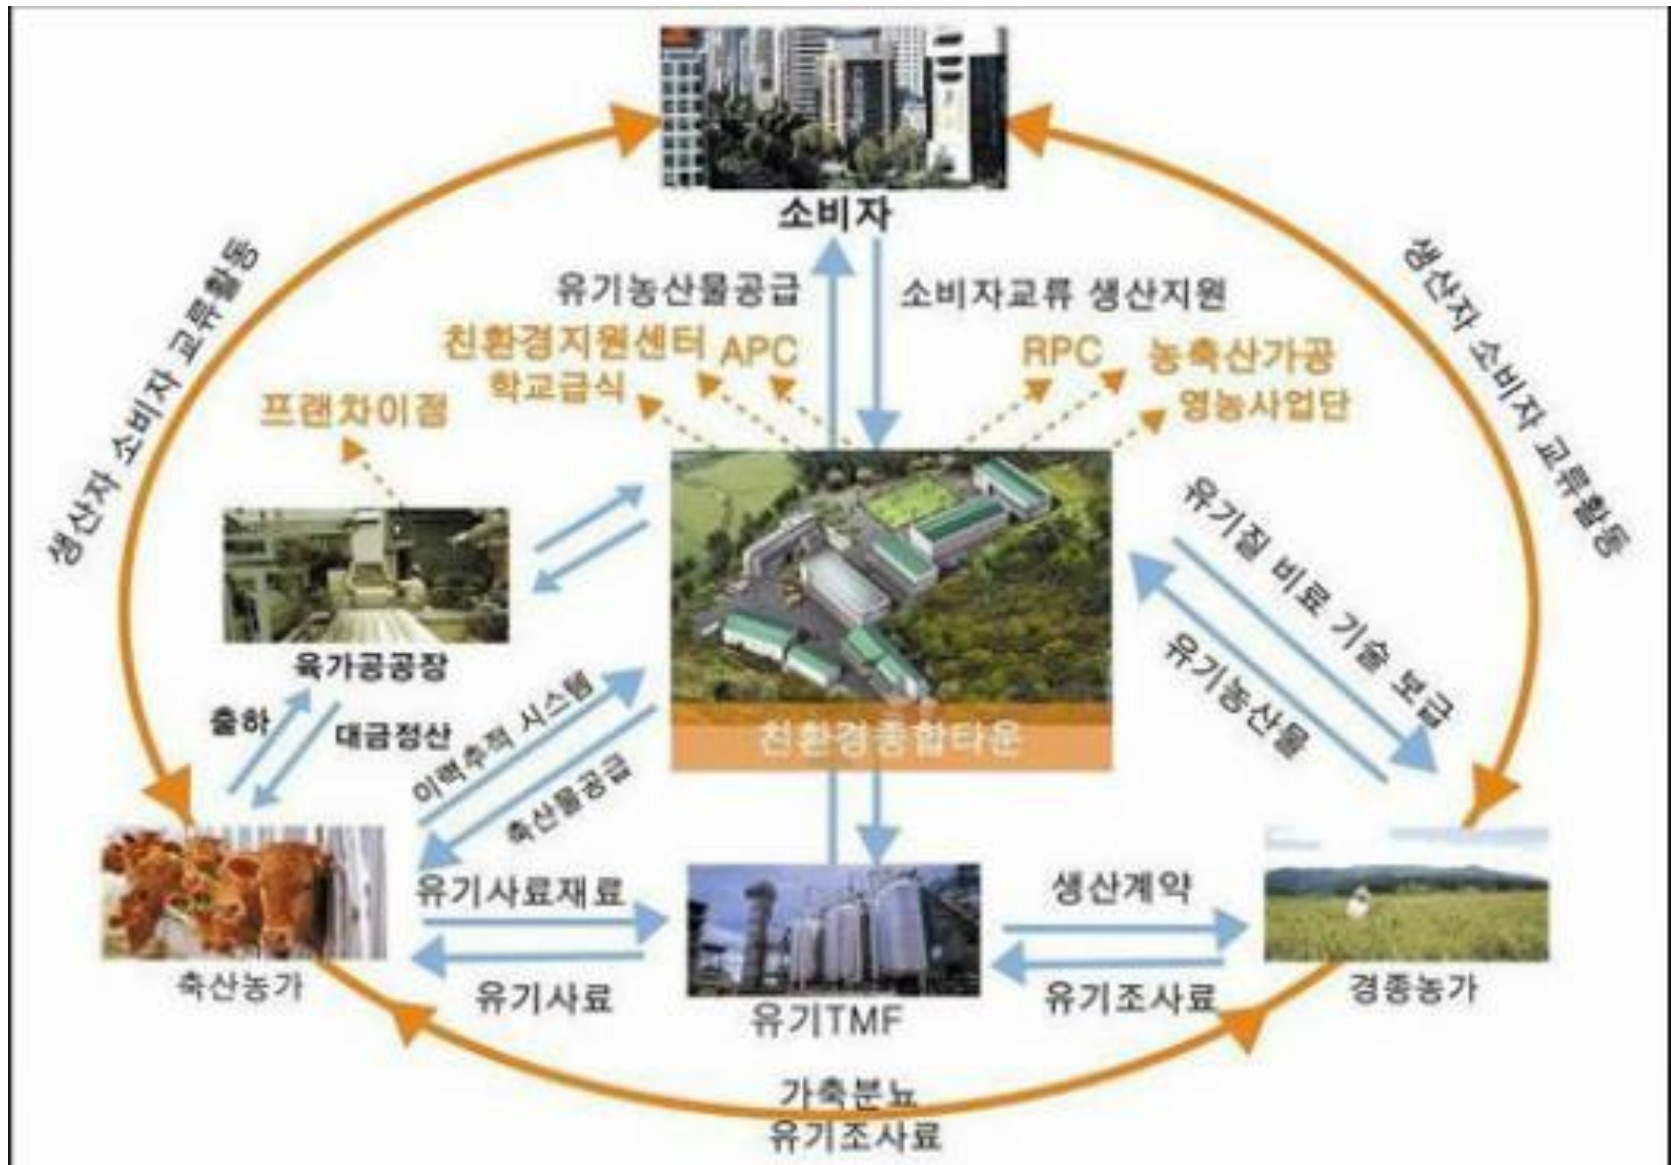 소비자
유기농산물공급
소비자교류 생산지원
친환경지원센터
APC
RPC
농축산가공
학교급식
영농사업단
프랜차이점
생산자 소비자 교류활동
생산자 소비자 교류활동
육가공공장
유기질 비료 기술 보급
유기농산물
출하
대금정산
이력추적 시스템
축산물공급
친환경종합타운
유기사료재료
생산계약
축산농가
유기사료
유기TMF
유기조사료
경종농가
가축분뇨
유기조사료